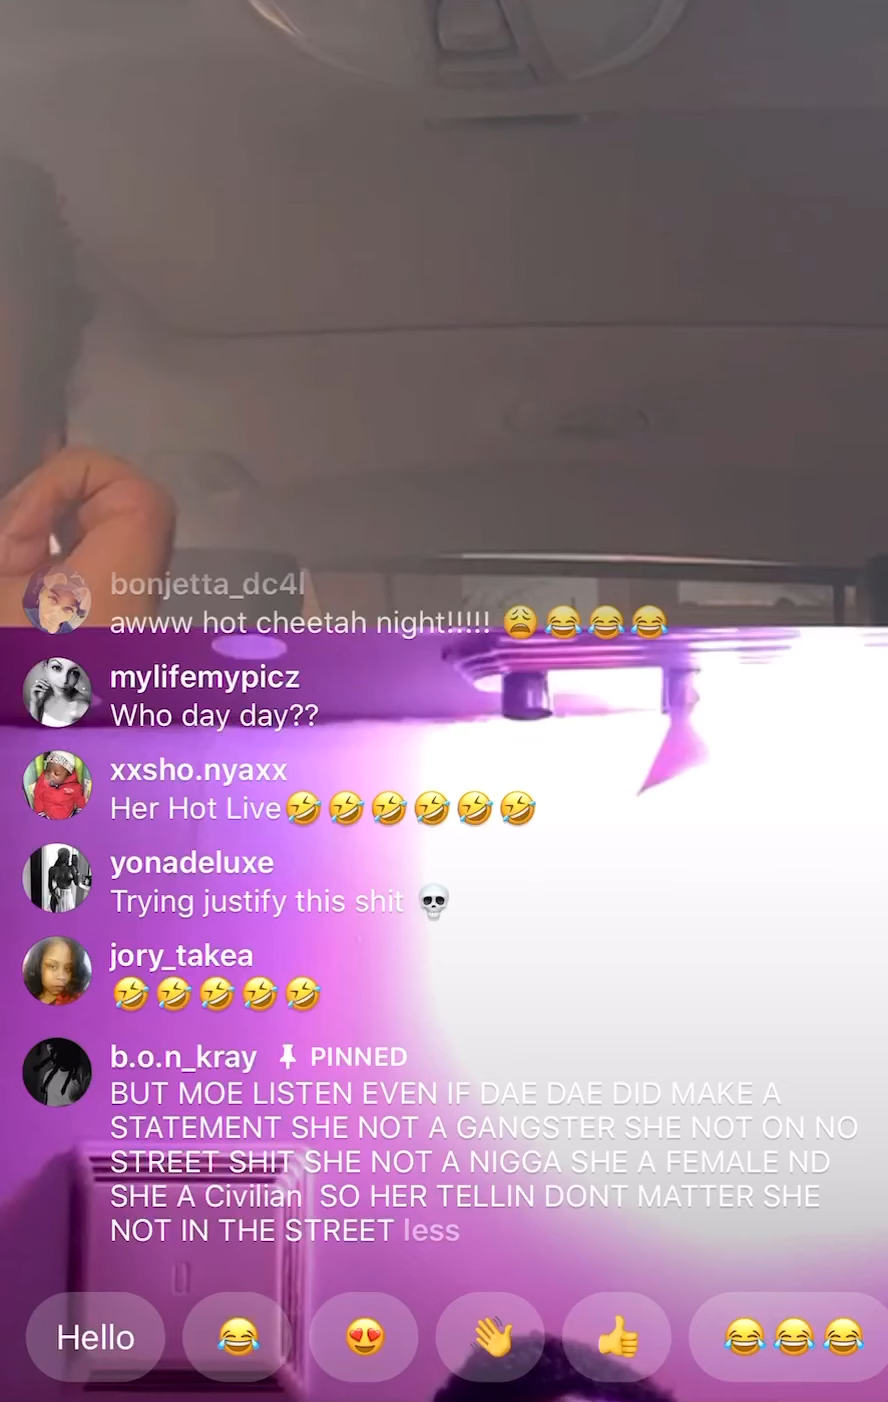 bonjetta_dc4l
awww hot cheetah night!!!!! 😩😂😂😂
mylifemypicz
Who day day??
xxsho.nyaxx
Her Hot Live🤣🤣🤣🤣🤣🤣
yonadeluxe
Trying justify this shit 💀
jory_takea
🤣🤣🤣🤣🤣
b.o.n_kray 📌 PINNED
BUT MOE LISTEN EVEN IF DAE DAE DID MAKE A
STATEMENT SHE NOT A GANGSTER SHE NOT ON NO
STREET SHIT SHE NOT A NIGGA SHE A FEMALE ND
SHE A Civilian  SO HER TELLIN DONT MATTER SHE
NOT IN THE STREET less
Hello 😂 😍 👋 👍 😂😂😂